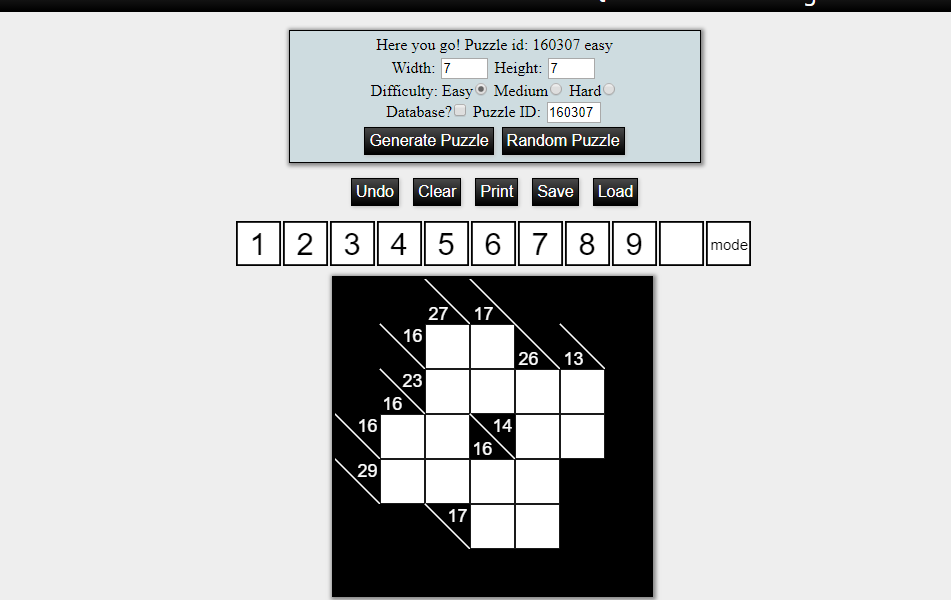 Here you go! Puzzle id: 160307 easy
Width: 7 Height: 7
Difficulty: Easy Medium Hard
Database? Puzzle ID: 160307
Generate Puzzle Random Puzzle
Undo Clear Print Save Load
1 2 3 4 5 6 7 8 9 mode
27 17
16 26 13
23
16
16 14
16
29
17